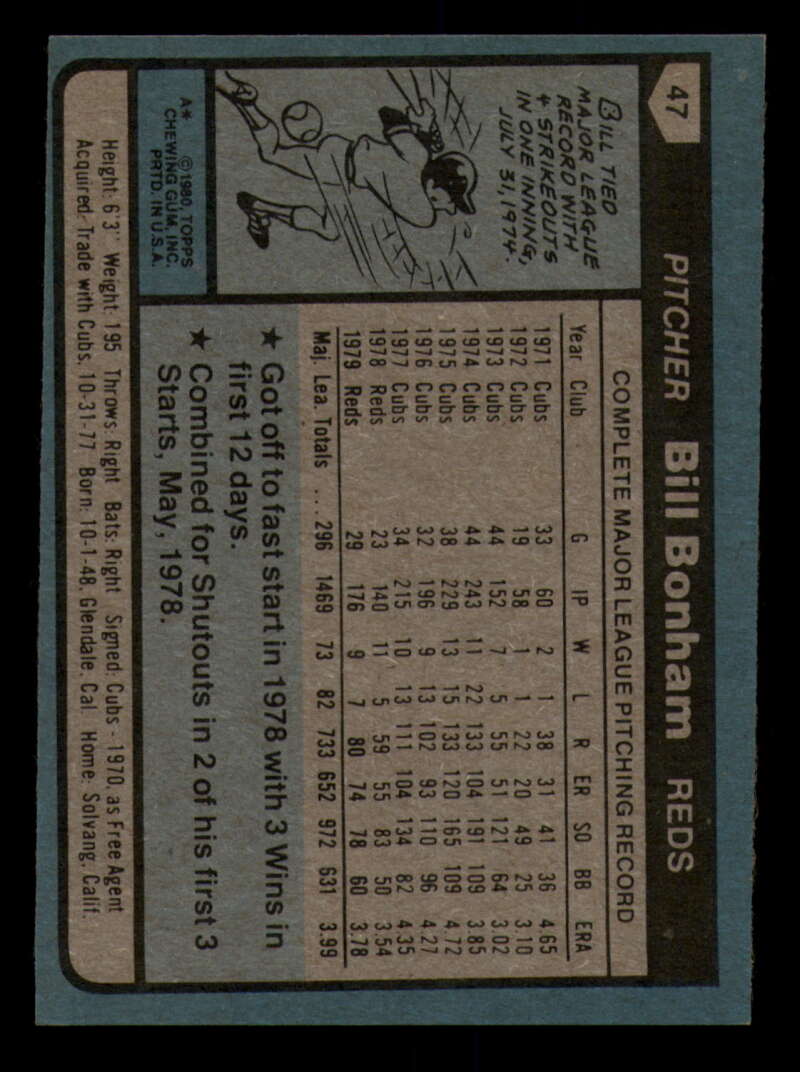 47
PITCHER Bill Bonham REDS
BILL TIED
MAJOR LEAGUE
RECORD WITH
4 STRIKEOUTS
IN ONE INNING,
JULY 31, 1974.
A* ©1980, TOPPS
CHEWING GUM, INC.
PRTD. IN U.S.A.
COMPLETE MAJOR LEAGUE PITCHING RECORD
Year Club G IP W L R ER SO BB ERA
1971 Cubs 33 60 2 1 38 31 41 36 4.65
1972 Cubs 19 58 1 1 22 20 49 25 3.10
1973 Cubs 44 152 7 5 55 51 121 64 3.02
1974 Cubs 44 243 11 22 133 104 191 109 3.85
1975 Cubs 38 229 13 15 133 120 165 109 4.72
1976 Cubs 32 196 9 13 102 93 110 96 4.27
1977 Cubs 34 215 10 13 111 104 134 82 4.35
1978 Reds 23 140 11 5 59 55 83 50 3.54
1979 Reds 29 176 9 7 80 74 78 60 3.78
Maj. Lea. Totals ... 296 1469 73 82 733 652 972 631 3.99
★ Got off to fast start in 1978 with 3 Wins in
first 12 days.
★ Combined for Shutouts in 2 of his first 3
Starts, May, 1978.
Height: 6'3" Weight: 195 Throws: Right Bats: Right Signed: Cubs - 1970, as Free Agent
Acquired: Trade with Cubs, 10-31-77 Born: 10-1-48, Glendale, Cal. Home: Solvang, Calif.